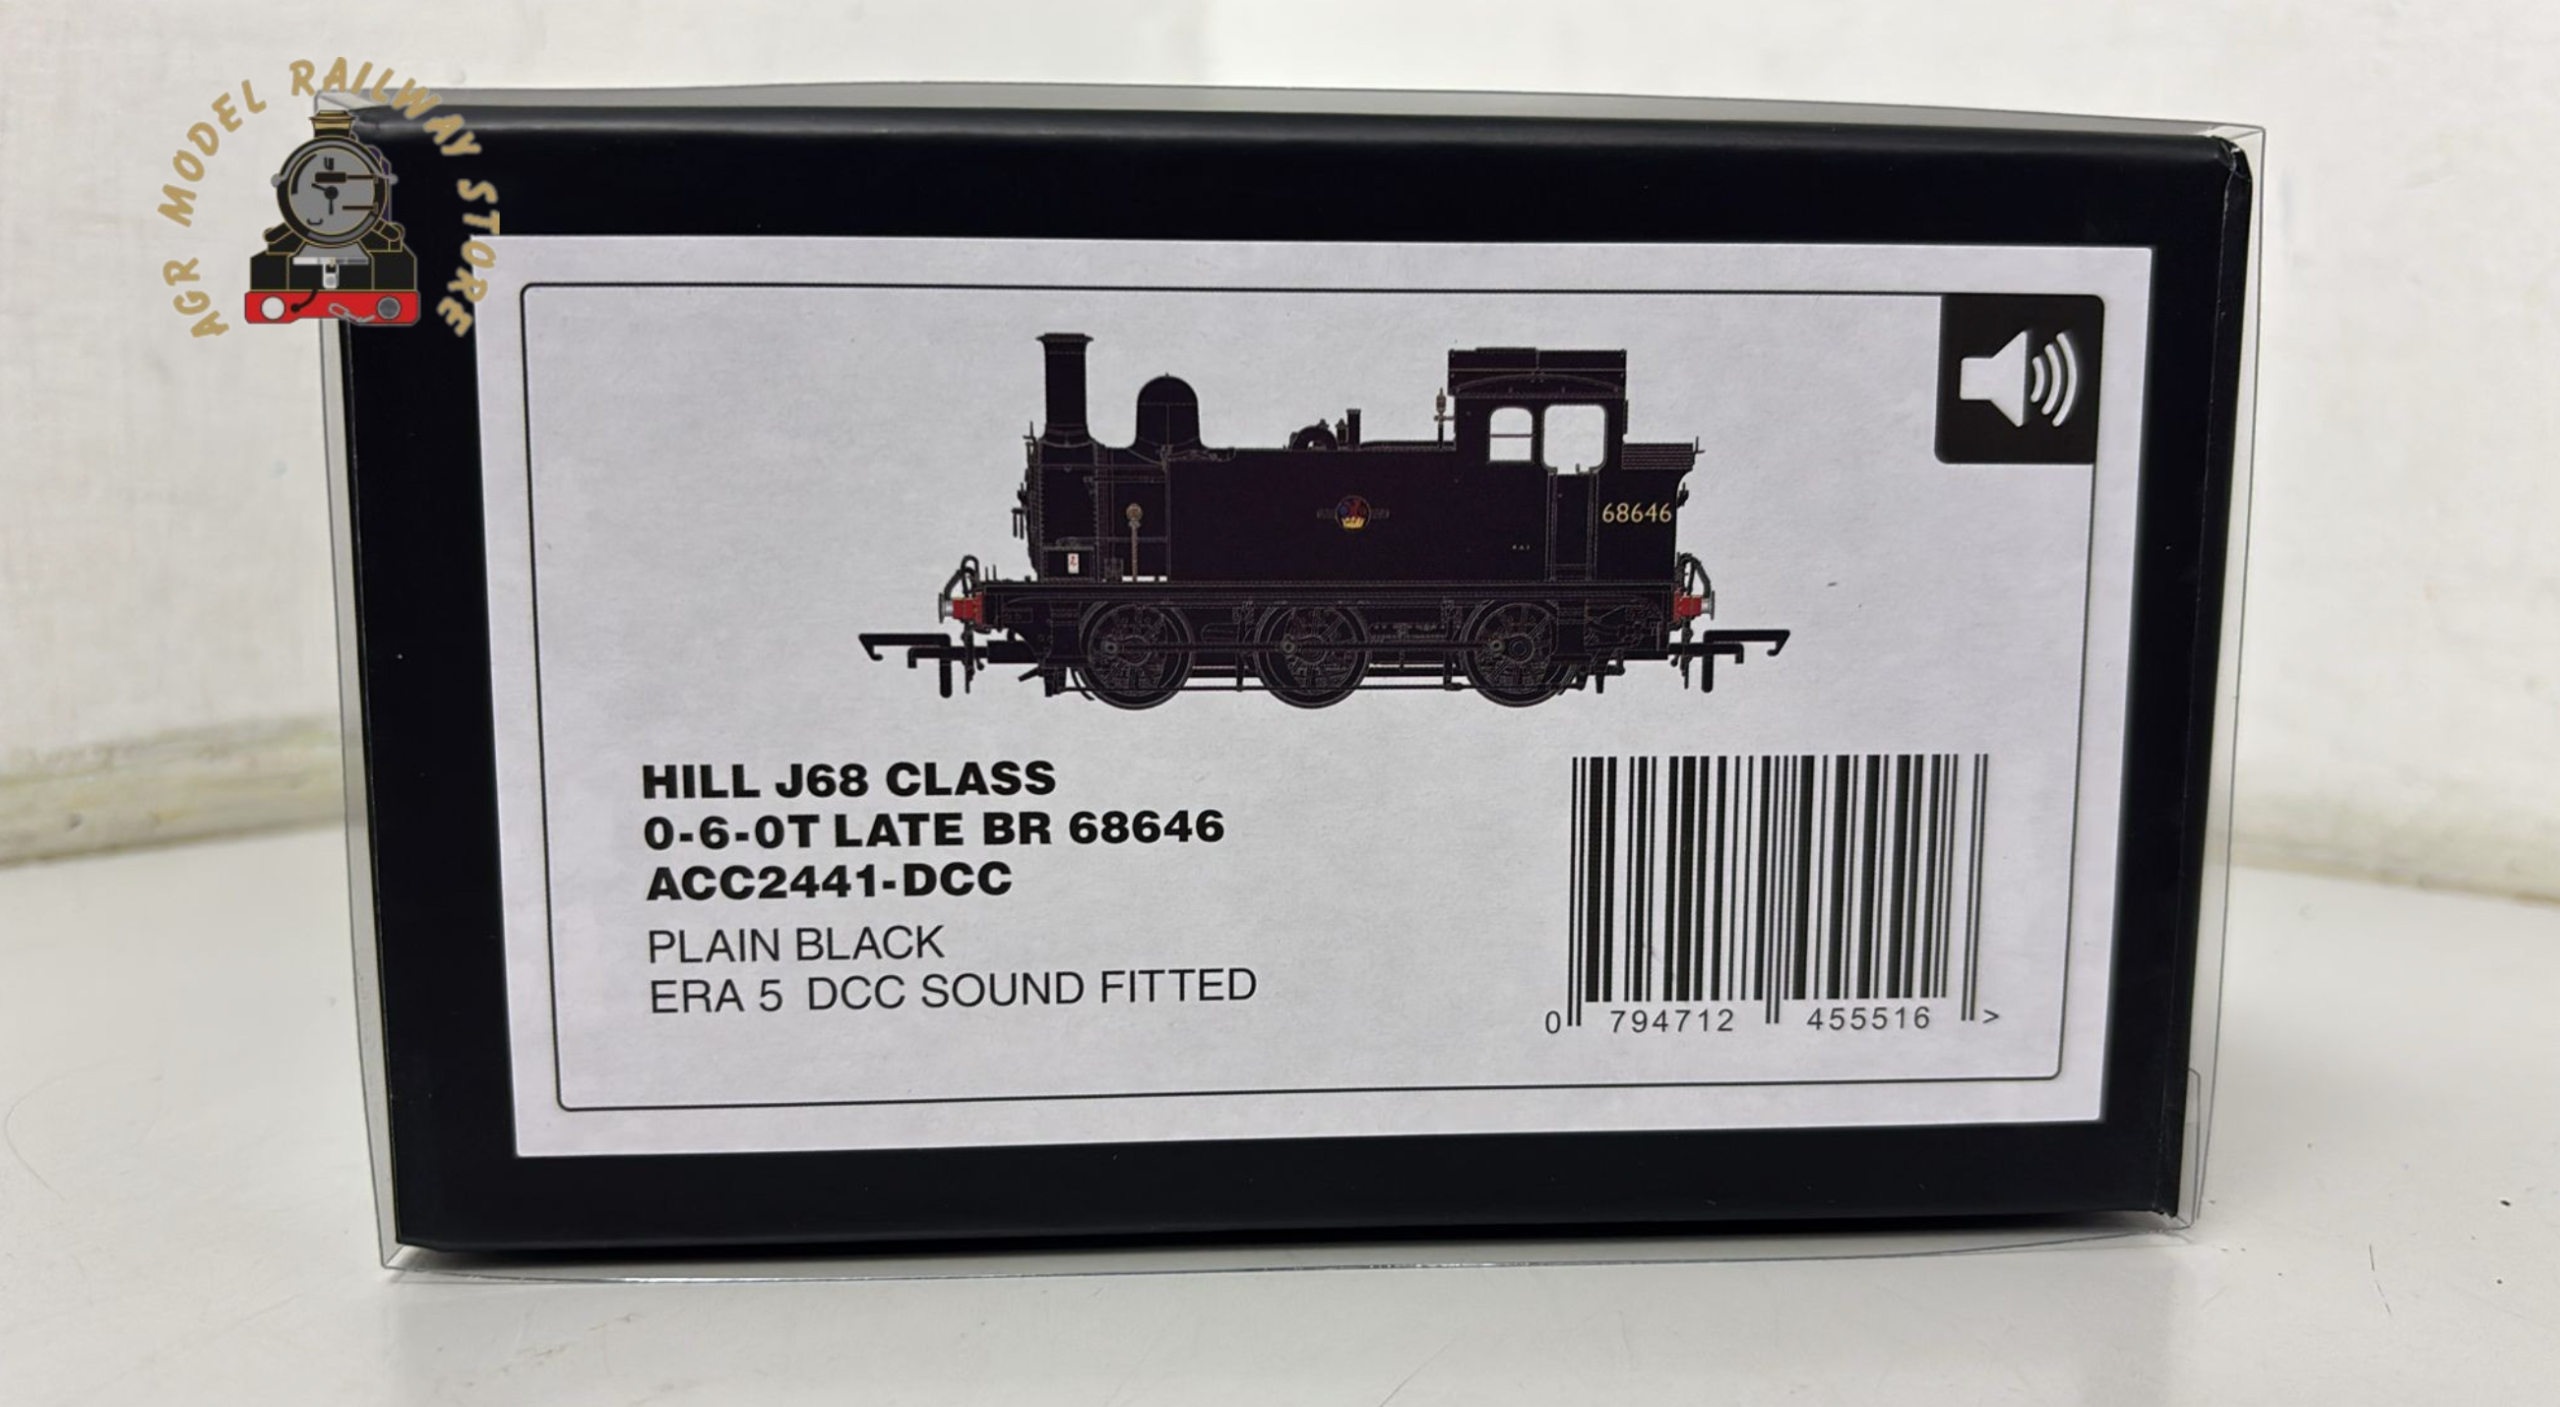 AGR MODEL RAILWAY STORE
68646
HILL J68 CLASS
0-6-0T LATE BR 68646
ACC2441-DCC
PLAIN BLACK
ERA 5 DCC SOUND FITTED
0 794712 455516 >